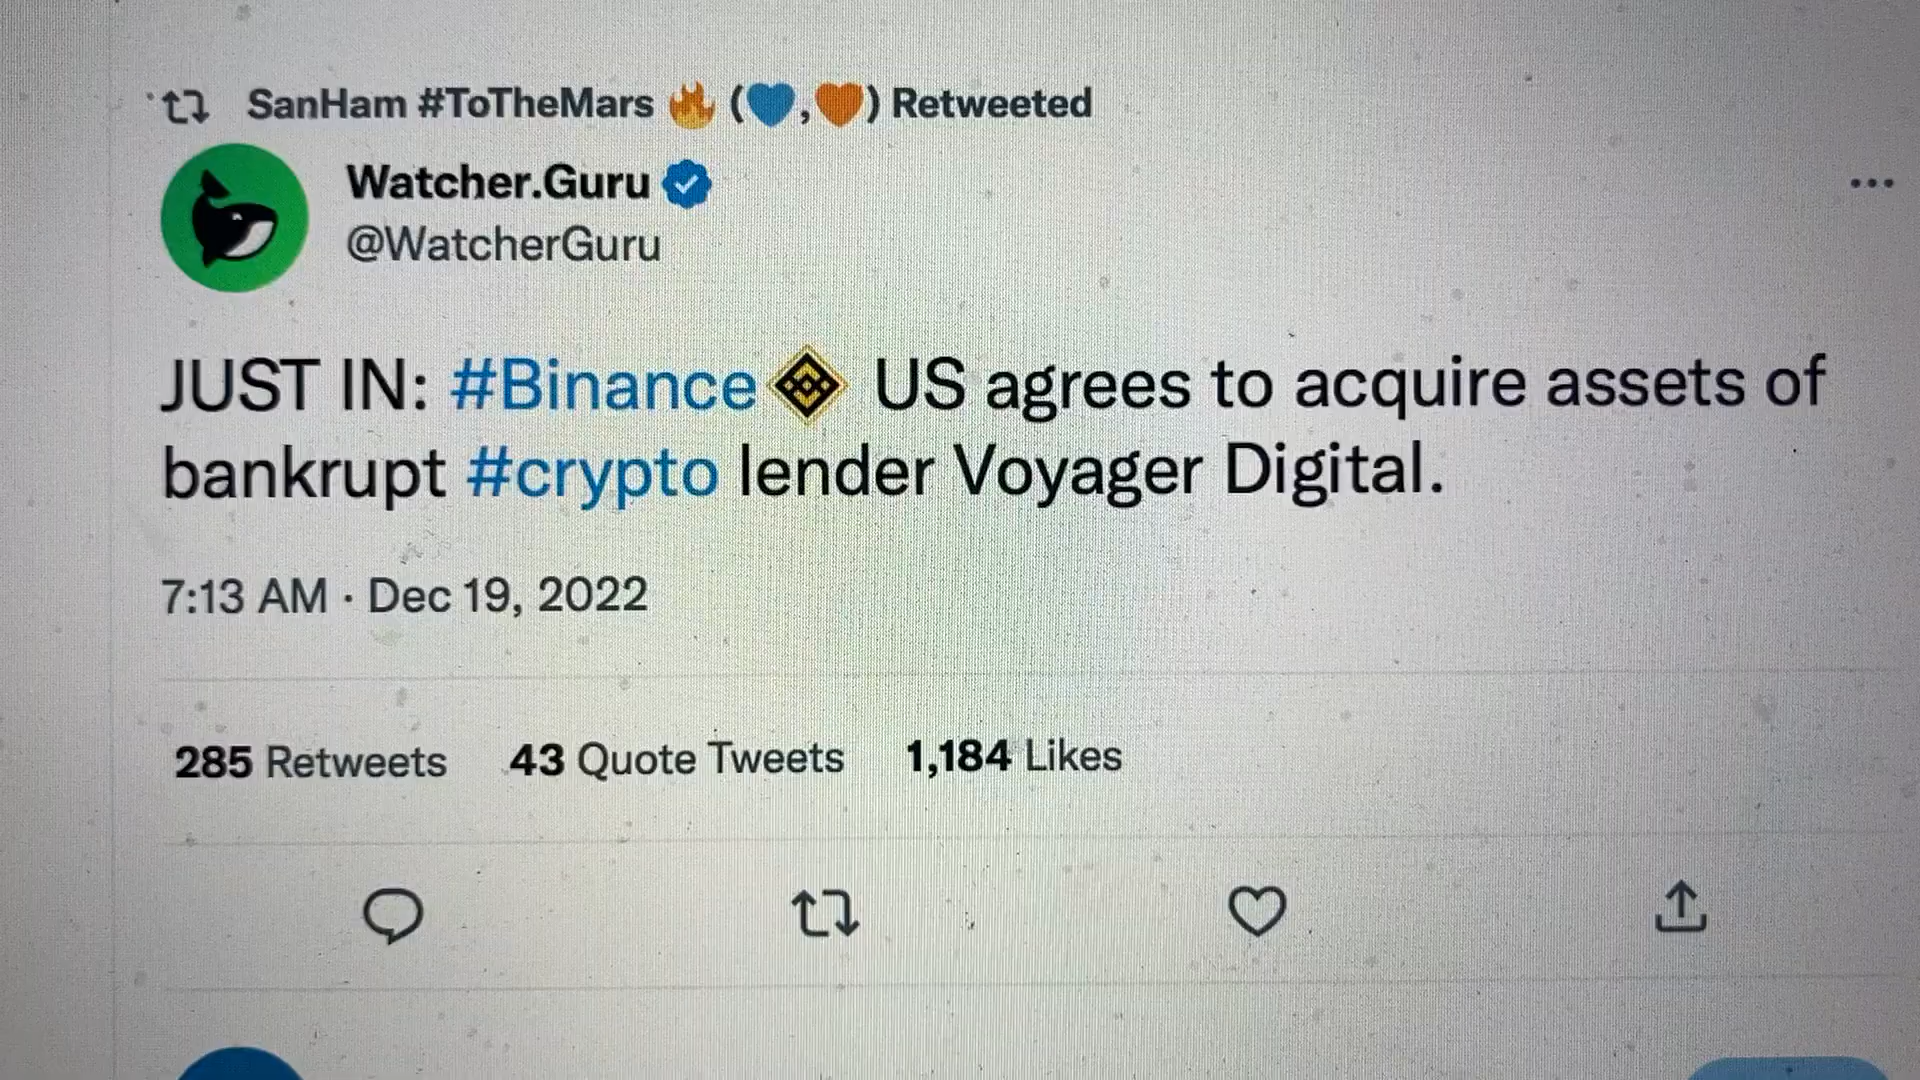 SanHam #ToTheMars 🔥 (💙,🧡) Retweeted
Watcher.Guru
@WatcherGuru
JUST IN: #Binance US agrees to acquire assets of
bankrupt #crypto lender Voyager Digital.
7:13 AM · Dec 19, 2022
285 Retweets 43 Quote Tweets 1,184 Likes